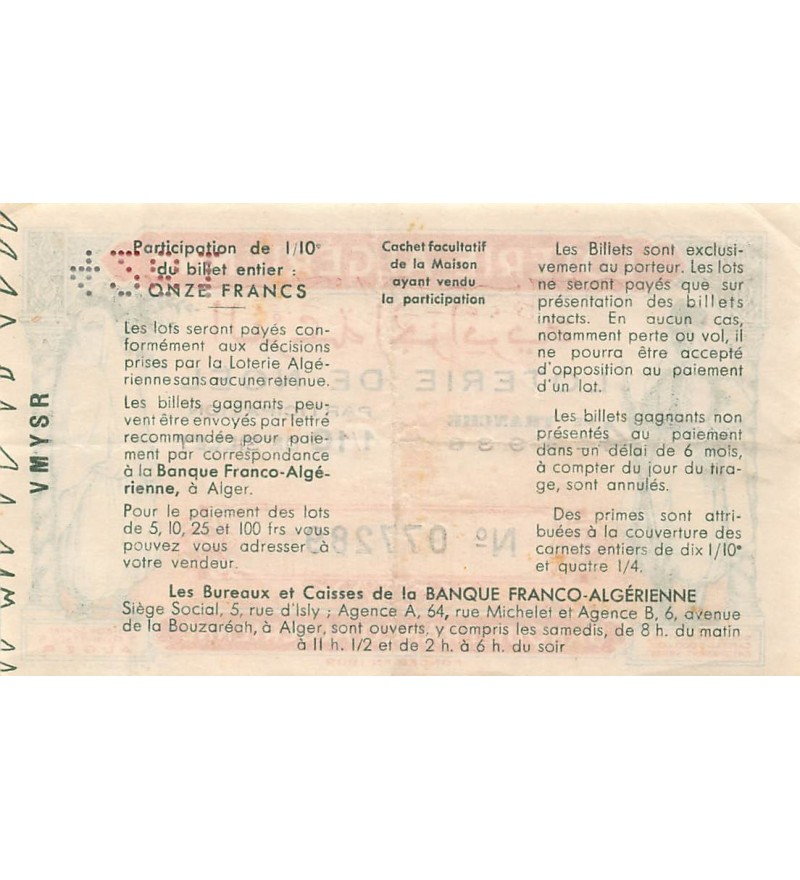 Participation de 1/10e
du billet entier :
ONZE FRANCS
Les lots seront payés con-
formément aux décisions
prises par la Loterie Algé-
rienne sans aucune retenue.
Les billets gagnants peu-
vent être envoyés par lettre
recommandée pour paie-
ment par correspondance
à la Banque Franco-Algé-
rienne, à Alger.
Pour le paiement des lots
de 5, 10, 25 et 100 frs vous
pouvez vous adresser à
votre vendeur.
Cachet facultatif
de la Maison
ayant vendu
la participation
Les Billets sont exclusi-
vement au porteur. Les lots
ne seront payés que sur
présentation des billets
intacts. En aucun cas,
notamment perte ou vol, il
ne pourra être accepté
d'opposition au paiement
d'un lot.
Les billets gagnants non
présentés au paiement
dans un délai de 6 mois,
à compter du jour du tira-
ge, sont annulés.
Des primes sont attri-
buées à la couverture des
carnets entiers de dix 1/10e
et quatre 1/4.
Les Bureaux et Caisses de la BANQUE FRANCO-ALGÉRIENNE
Siège Social, 5, rue d'Isly ; Agence A, 64, rue Michelet et Agence B, 6, avenue
de la Bouzaréah, à Alger, sont ouverts, y compris les samedis, de 8 h. du matin
à 11 h. 1/2 et de 2 h. à 6 h. du soir
VMYSR
Nº 077289